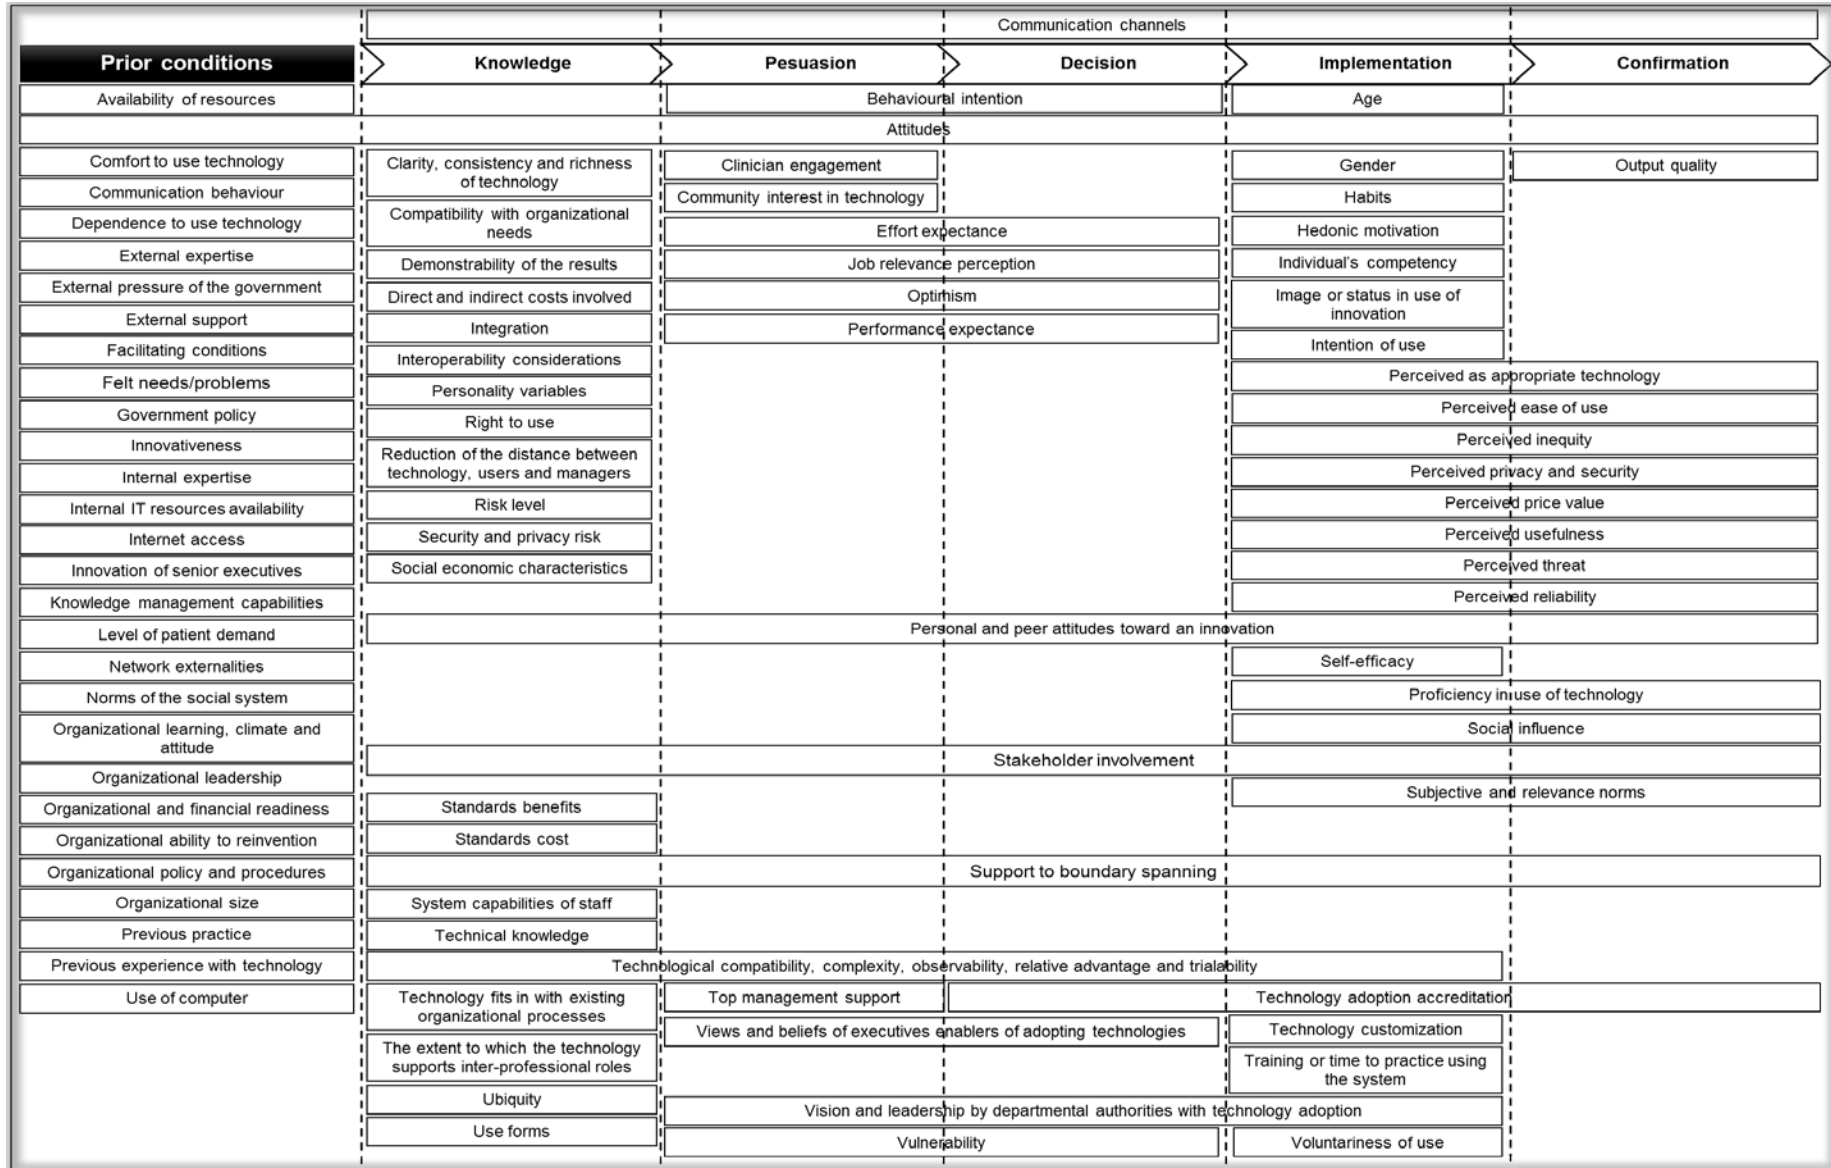 Communication channels
Prior conditions
Knowledge
Pesuasion
Decision
Implementation
Confirmation
Availability of resources
Behavioural intention
Age
Attitudes
Comfort to use technology
Communication behaviour
Dependence to use technology
External expertise
External pressure of the government
External support
Facilitating conditions
Felt needs/problems
Government policy
Innovativeness
Internal expertise
Internal IT resources availability
Internet access
Innovation of senior executives
Knowledge management capabilities
Level of patient demand
Network externalities
Norms of the social system
Organizational learning, climate and
attitude
Organizational leadership
Organizational and financial readiness
Organizational ability to reinvention
Organizational policy and procedures
Organizational size
Previous practice
Previous experience with technology
Use of computer
Clarity, consistency and richness
of technology
Compatibility with organizational
needs
Demonstrability of the results
Direct and indirect costs involved
Integration
Interoperability considerations
Personality variables
Right to use
Reduction of the distance between
technology, users and managers
Risk level
Security and privacy risk
Social economic characteristics
Clinician engagement
Community interest in technology
Effort expectance
Job relevance perception
Optimism
Performance expectance
Gender
Habits
Hedonic motivation
Individual's competency
Image or status in use of
innovation
Intention of use
Output quality
Perceived as appropriate technology
Perceived ease of use
Perceived inequity
Perceived privacy and security
Perceived price value
Perceived usefulness
Perceived threat
Perceived reliability
Personal and peer attitudes toward an innovation
Self-efficacy
Proficiency in use of technology
Social influence
Stakeholder involvement
Subjective and relevance norms
Standards benefits
Standards cost
Support to boundary spanning
System capabilities of staff
Technical knowledge
Technological compatibility, complexity, observability, relative advantage and trialability
Technology fits in with existing
organizational processes
Top management support
Technology adoption accreditation
Views and beliefs of executives enablers of adopting technologies
Technology customization
The extent to which the technology
supports inter-professional roles
Training or time to practice using
the system
Ubiquity
Vision and leadership by departmental authorities with technology adoption
Use forms
Vulnerability
Voluntariness of use